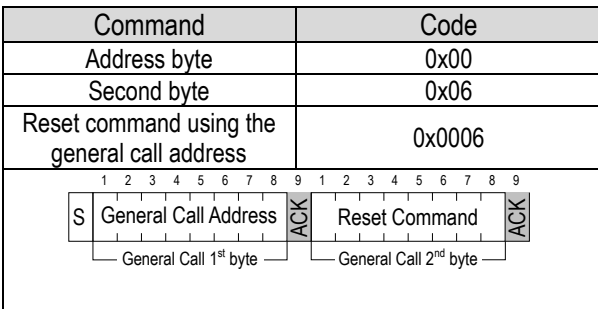 Command Code
Address byte 0x00
Second byte 0x06
Reset command using the
general call address 0x0006
1 2 3 4 5 6 7 8 9 1 2 3 4 5 6 7 8 9
S General Call Address ACK Reset Command ACK
General Call 1st byte General Call 2nd byte